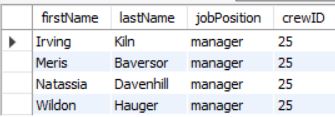 firstName lastName jobPosition crewID
Irving Kiln manager 25
Meris Baversor manager 25
Natassia Davenhill manager 25
Wildon Hauger manager 25